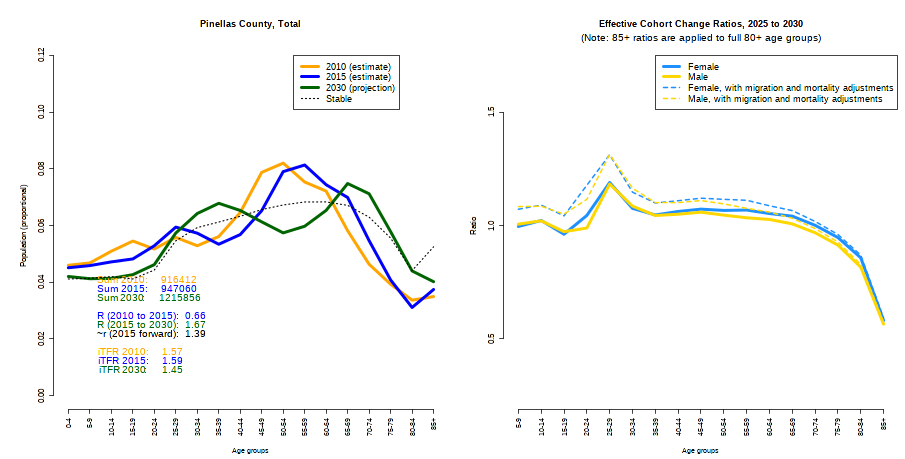 Pinellas County, Total
0.00
0.02
0.04
0.06
0.08
0.10
0.12
Population (proportional)
2010 (estimate)
2015 (estimate)
2030 (projection)
Stable
Sum 2010: 916412
Sum 2015: 947060
Sum 2030: 1215856
R (2010 to 2015): 0.66
R (2015 to 2030): 1.67
~r (2015 forward): 1.39
iTFR 2010: 1.57
iTFR 2015: 1.59
iTFR 2030: 1.45
0-4
5-9
10-14
15-19
20-24
25-29
30-34
35-39
40-44
45-49
50-54
55-59
60-64
65-69
70-74
75-79
80-84
85+
Age groups
Effective Cohort Change Ratios, 2025 to 2030
(Note: 85+ ratios are applied to full 80+ age groups)
0.5
1.0
1.5
Ratio
Female
Male
Female, with migration and mortality adjustments
Male, with migration and mortality adjustments
5-9
10-14
15-19
20-24
25-29
30-34
35-39
40-44
45-49
50-54
55-59
60-64
65-69
70-74
75-79
80-84
85+
Age groups